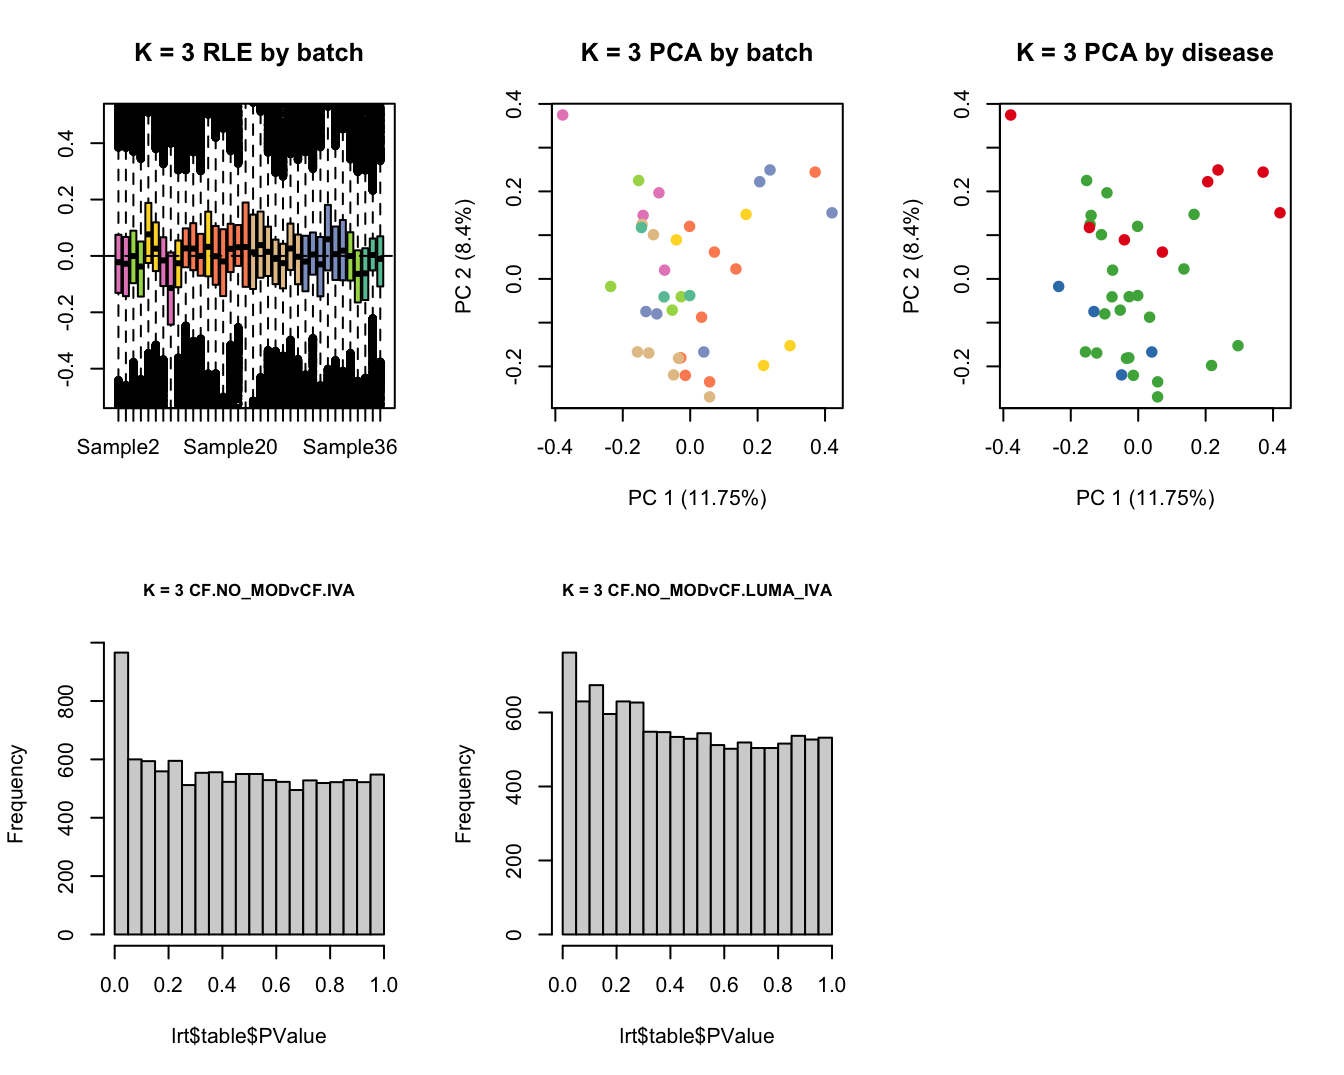 K = 3 RLE by batch
0.4
0.2
0.0
-0.2
-0.4
Sample2 Sample20 Sample36
K = 3 PCA by batch
PC 2 (8.4%)
0.4
0.2
0.0
-0.2
-0.4 -0.2 0.0 0.2 0.4
PC 1 (11.75%)
K = 3 PCA by disease
PC 2 (8.4%)
0.4
0.2
0.0
-0.2
-0.4 -0.2 0.0 0.2 0.4
PC 1 (11.75%)
K = 3 CF.NO_MODvCF.IVA
Frequency
800
600
400
200
0
0.0 0.2 0.4 0.6 0.8 1.0
lrt$table$PValue
K = 3 CF.NO_MODvCF.LUMA_IVA
Frequency
600
400
200
0
0.0 0.2 0.4 0.6 0.8 1.0
lrt$table$PValue